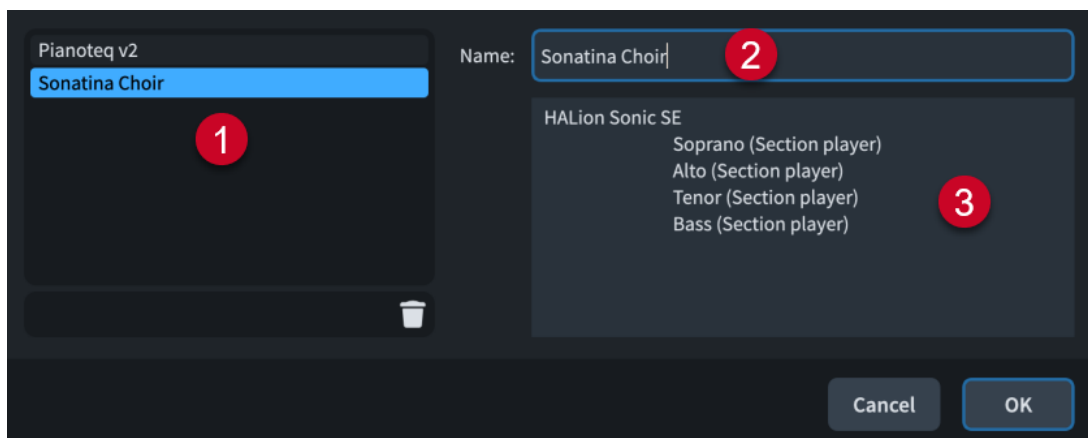 Pianoteq v2
Sonatina Choir
1
Name:
Sonatina Choir
2
HALion Sonic SE
Soprano (Section player)
Alto (Section player)
Tenor (Section player)
Bass (Section player)
3
Cancel
OK